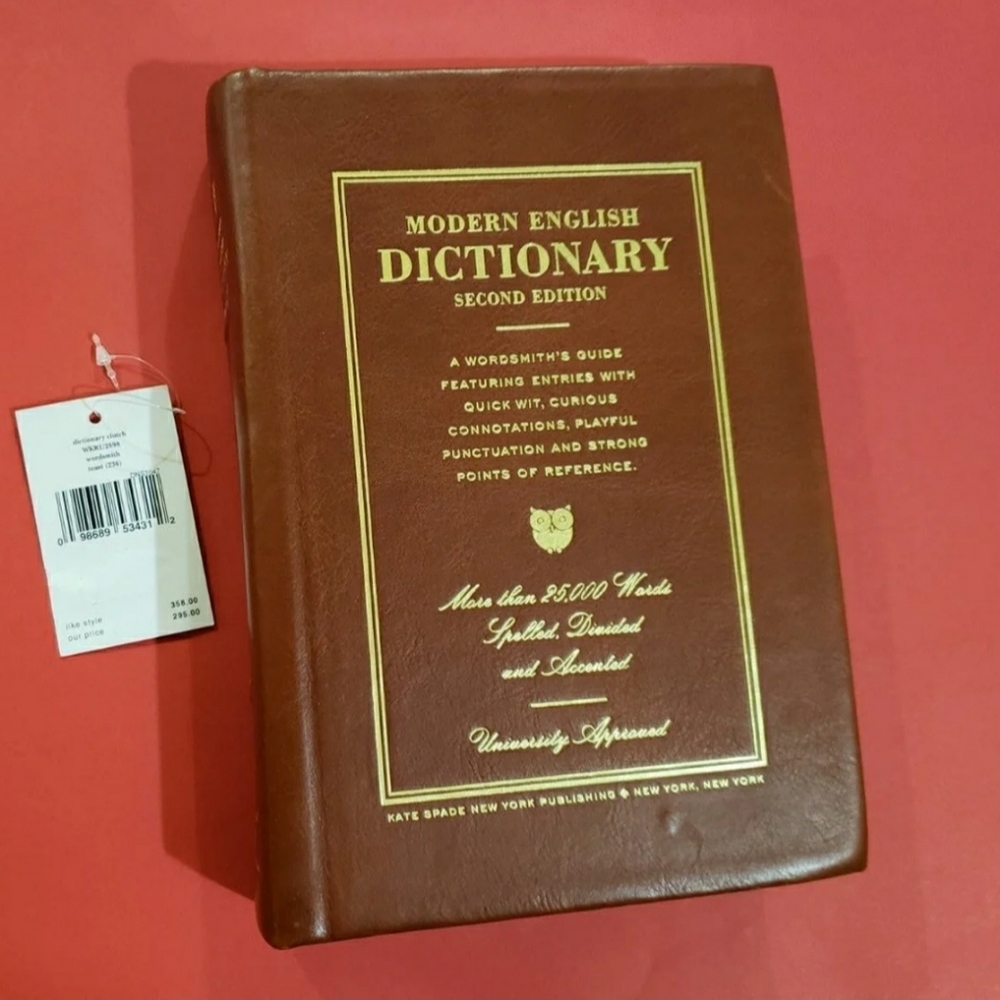 MODERN ENGLISH
DICTIONARY
SECOND EDITION
A WORDSMITH'S GUIDE
FEATURING ENTRIES WITH
QUICK WIT, CURIOUS
CONNOTATIONS, PLAYFUL
PUNCTUATION AND STRONG
POINTS OF REFERENCE.
More than 25,000 Words
Spelled, Divided
and Accented
University Approved
KATE SPADE NEW YORK PUBLISHING ♠ NEW YORK, NEW YORK
dictionary clutch
wordsmith
0 98689 53431 2
like style 358.00
our price 295.00